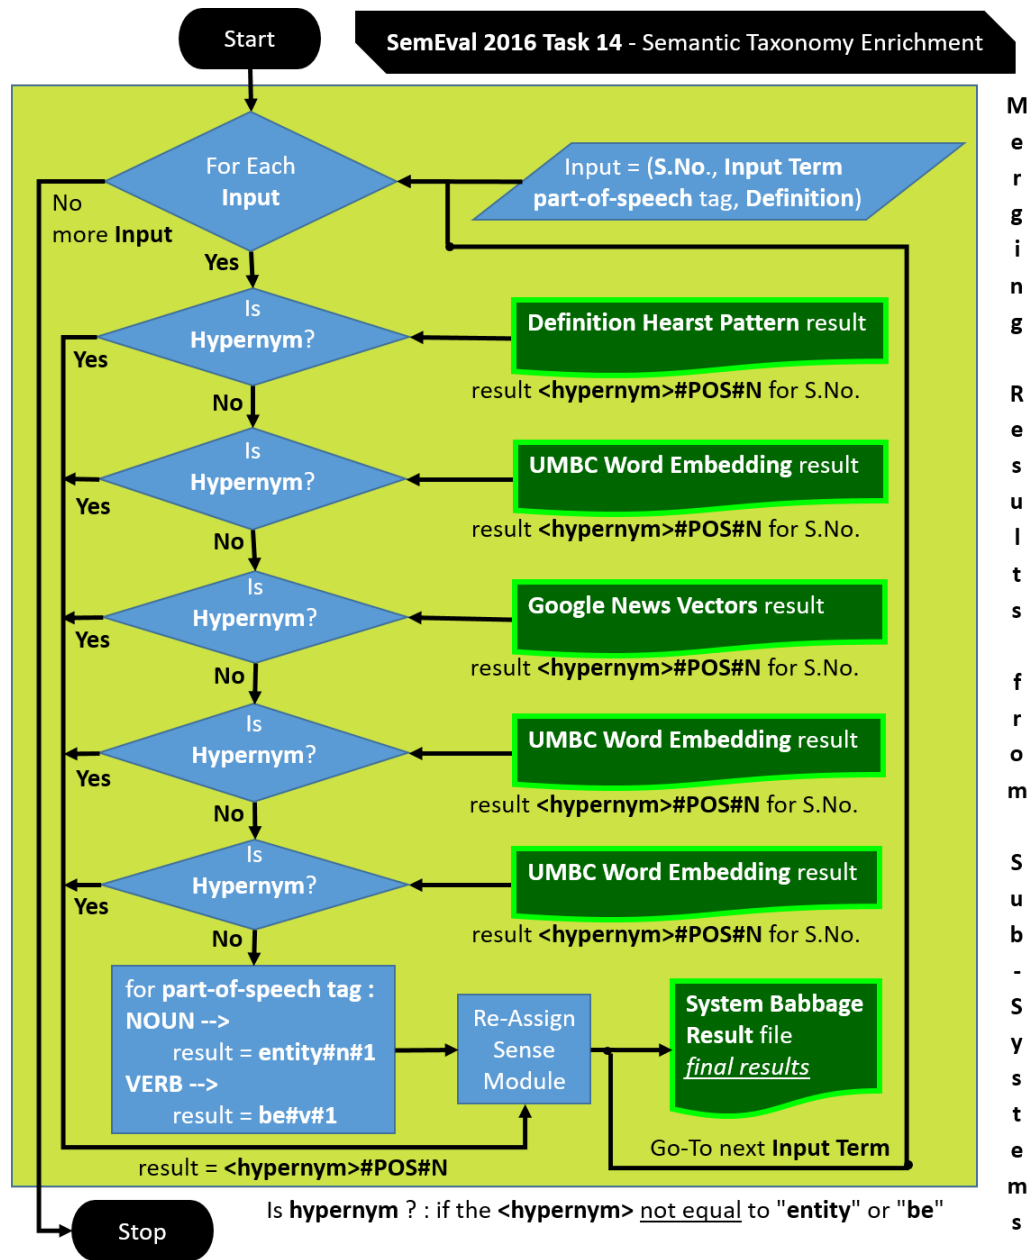 Start
SemEval 2016 Task 14 - Semantic Taxonomy Enrichment
For Each
Input
Input = (S.No., Input Term
part-of-speech tag, Definition)
No
more Input
Yes
Is
Hypernym?
Yes
Definition Hearst Pattern result
result <hypernym>#POS#N for S.No.
No
Is
Hypernym?
Yes
UMBC Word Embedding result
result <hypernym>#POS#N for S.No.
No
Is
Hypernym?
Yes
Google News Vectors result
result <hypernym>#POS#N for S.No.
No
Is
Hypernym?
Yes
UMBC Word Embedding result
result <hypernym>#POS#N for S.No.
No
Is
Hypernym?
Yes
UMBC Word Embedding result
result <hypernym>#POS#N for S.No.
No
for part-of-speech tag :
NOUN -->
result = entity#n#1
VERB -->
result = be#v#1
Re-Assign
Sense
Module
System Babbage
Result file
final results
Go-To next Input Term
result = <hypernym>#POS#N
Stop
Is hypernym ? : if the <hypernym> not equal to "entity" or "be"
Merging Results from Sub-Systems